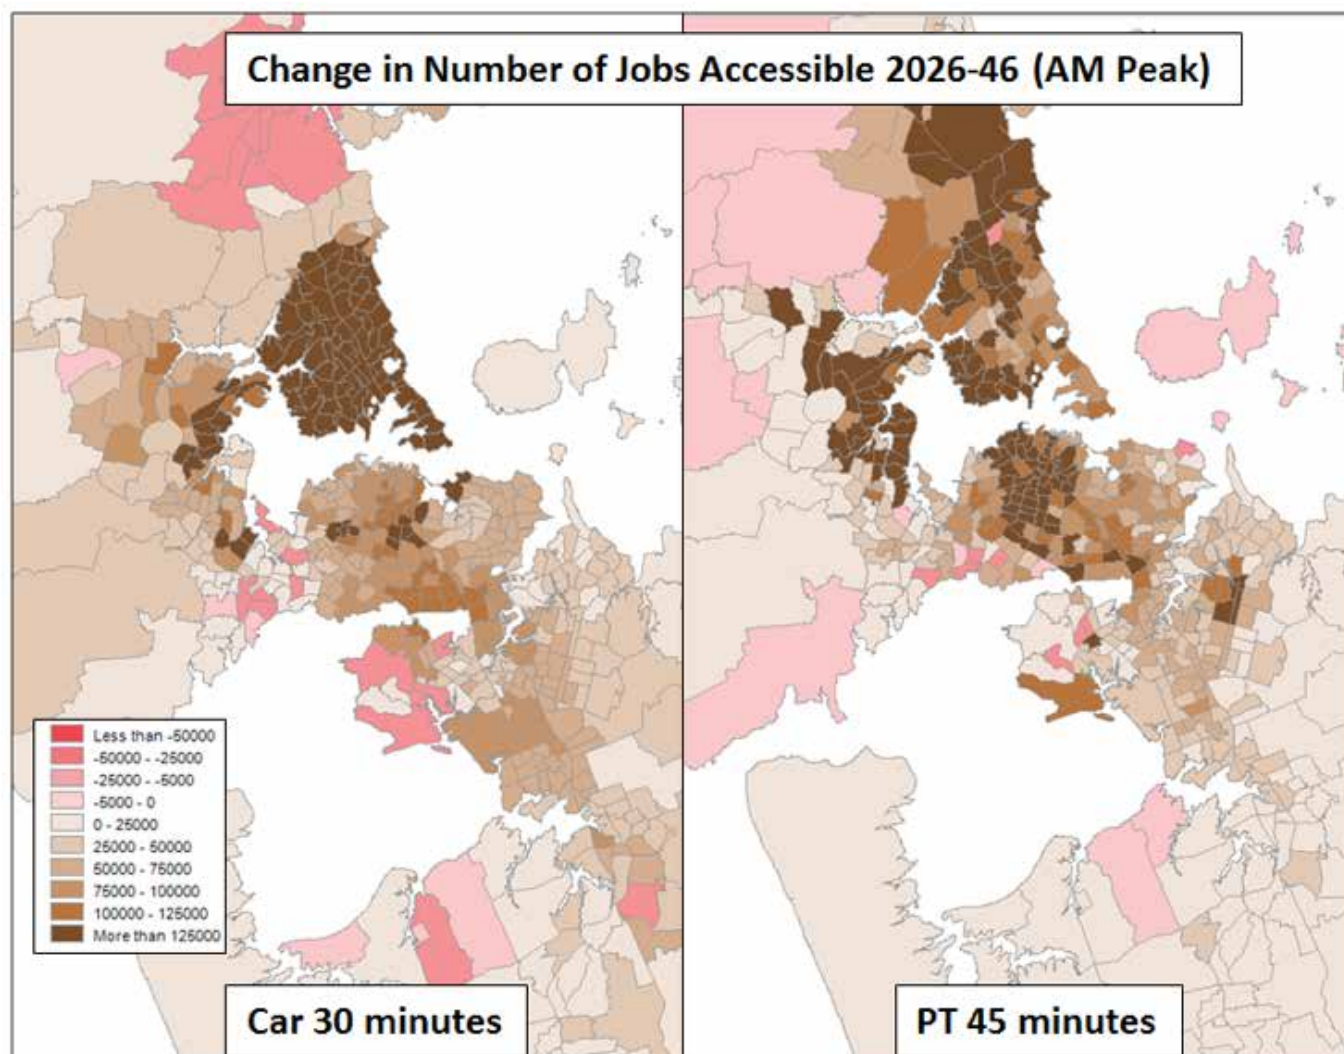 Change in Number of Jobs Accessible 2026-46 (AM Peak)
Less than -50000
-50000 - -25000
-25000 - -5000
-5000 - 0
0 - 25000
25000 - 50000
50000 - 75000
75000 - 100000
100000 - 125000
More than 125000
Car 30 minutes
PT 45 minutes